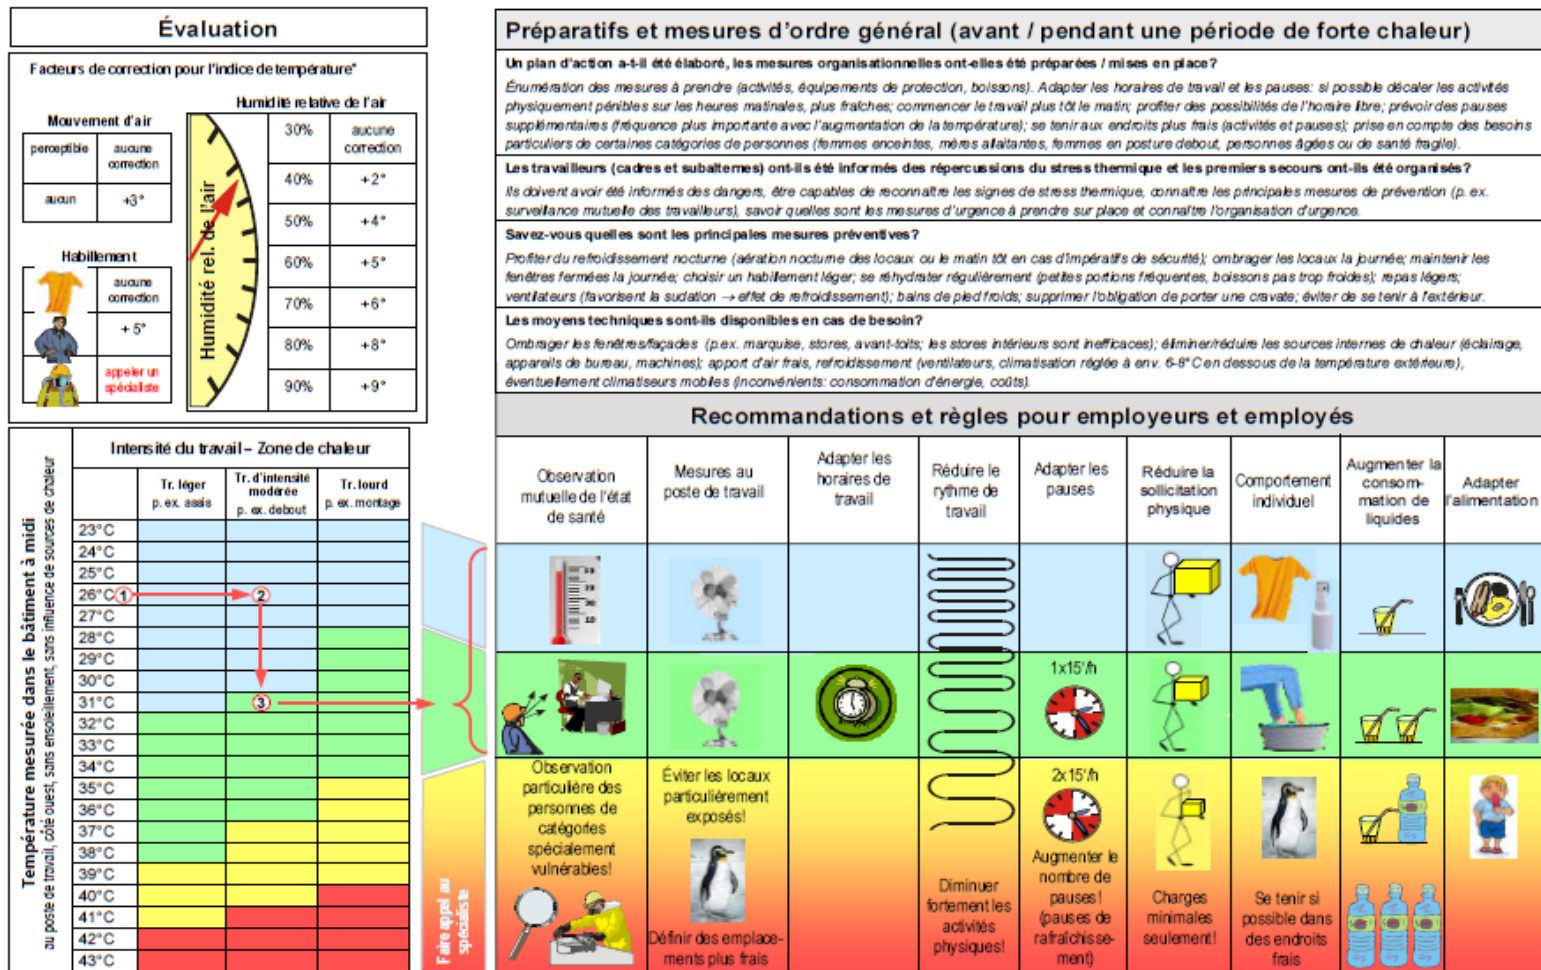 Évaluation
Facteurs de correction pour l'indice de température*
Mouvement d'air
perceptible
aucune
correction
aucun
+3°
Habillement
aucune
correction
+ 5°
appeler un
spécialiste
Humidité relative de l'air
Humidité rel. de l'air
30%
aucune
correction
40%
+2°
50%
+4°
60%
+5°
70%
+6°
80%
+8°
90%
+9°
Température mesurée dans le bâtiment à midi
au poste de travail, côté ouest, sans ensoleillement, sans influence de sources de chaleur
Intensité du travail – Zone de chaleur
Tr. léger
p. ex. assis
Tr. d'intensité
modérée
p. ex. debout
Tr. lourd
p. ex. montage
23°C
24°C
25°C
26°C 1 2
27°C
28°C
29°C
30°C
31°C 3
32°C
33°C
34°C
35°C
36°C
37°C
38°C
39°C
40°C
41°C
42°C
43°C
Faire appel au
spécialiste
Préparatifs et mesures d'ordre général (avant / pendant une période de forte chaleur)
Un plan d'action a-t-il été élaboré, les mesures organisationnelles ont-elles été préparées / mises en place?
Énumération des mesures à prendre (activités, équipements de protection, boissons). Adapter les horaires de travail et les pauses: si possible décaler les activités
physiquement pénibles sur les heures matinales, plus fraîches; commencer le travail plus tôt le matin; profiter des possibilités de l'horaire libre; prévoir des pauses
supplémentaires (fréquence plus importante avec l'augmentation de la température); se tenir aux endroits plus frais (activités et pauses); prise en compte des besoins
particuliers de certaines catégories de personnes (femmes enceintes, mères allaitantes, femmes en posture debout, personnes âgées ou de santé fragile).
Les travailleurs (cadres et subalternes) ont-ils été informés des répercussions du stress thermique et les premiers secours ont-ils été organisés?
Ils doivent avoir été informés des dangers, être capables de reconnaître les signes de stress thermique, connaître les principales mesures de prévention (p. ex.
surveillance mutuelle des travailleurs), savoir quelles sont les mesures d'urgence à prendre sur place et connaître l'organisation d'urgence.
Savez-vous quelles sont les principales mesures préventives?
Profiter du refroidissement nocturne (aération nocturne des locaux ou le matin tôt en cas d'impératifs de sécurité); ombrager les locaux la journée; maintenir les
fenêtres fermées la journée; choisir un habillement léger; se réhydrater régulièrement (petites portions fréquentes, boissons pas trop froides); repas légers;
ventilateurs (favorisent la sudation → effet de refroidissement); bains de pied froids; supprimer l'obligation de porter une cravate; éviter de se tenir à l'extérieur.
Les moyens techniques sont-ils disponibles en cas de besoin?
Ombrager les fenêtres/façades (p.ex. marquise, stores, avant-toits; les stores intérieurs sont inefficaces); éliminer/réduire les sources internes de chaleur (éclairage,
appareils de bureau, machines); apport d'air frais, refroidissement (ventilateurs, climatisation réglée à env. 6-8°C en dessous de la température extérieure),
éventuellement climatiseurs mobiles (inconvénients: consommation d'énergie, coûts).
Recommandations et règles pour employeurs et employés
Observation
mutuelle de l'état
de santé
Mesures au
poste de travail
Adapter les
horaires de
travail
Réduire le
rythme de
travail
Adapter les
pauses
Réduire la
sollicitation
physique
Comportement
individuel
Augmenter la
consom-
mation de
liquides
Adapter
l'alimentation
1x15'/h
Observation
particulière des
personnes de
catégories
spécialement
vulnérables!
Éviter les locaux
particulièrement
exposés!
Définir des emplace-
ments plus frais
Diminuer
fortement les
activités
physiques!
2x15'/h
Augmenter le
nombre de
pauses!
(pauses de
rafraîchisse-
ment)
Charges
minimales
seulement!
Se tenir si
possible dans
des endroits
frais